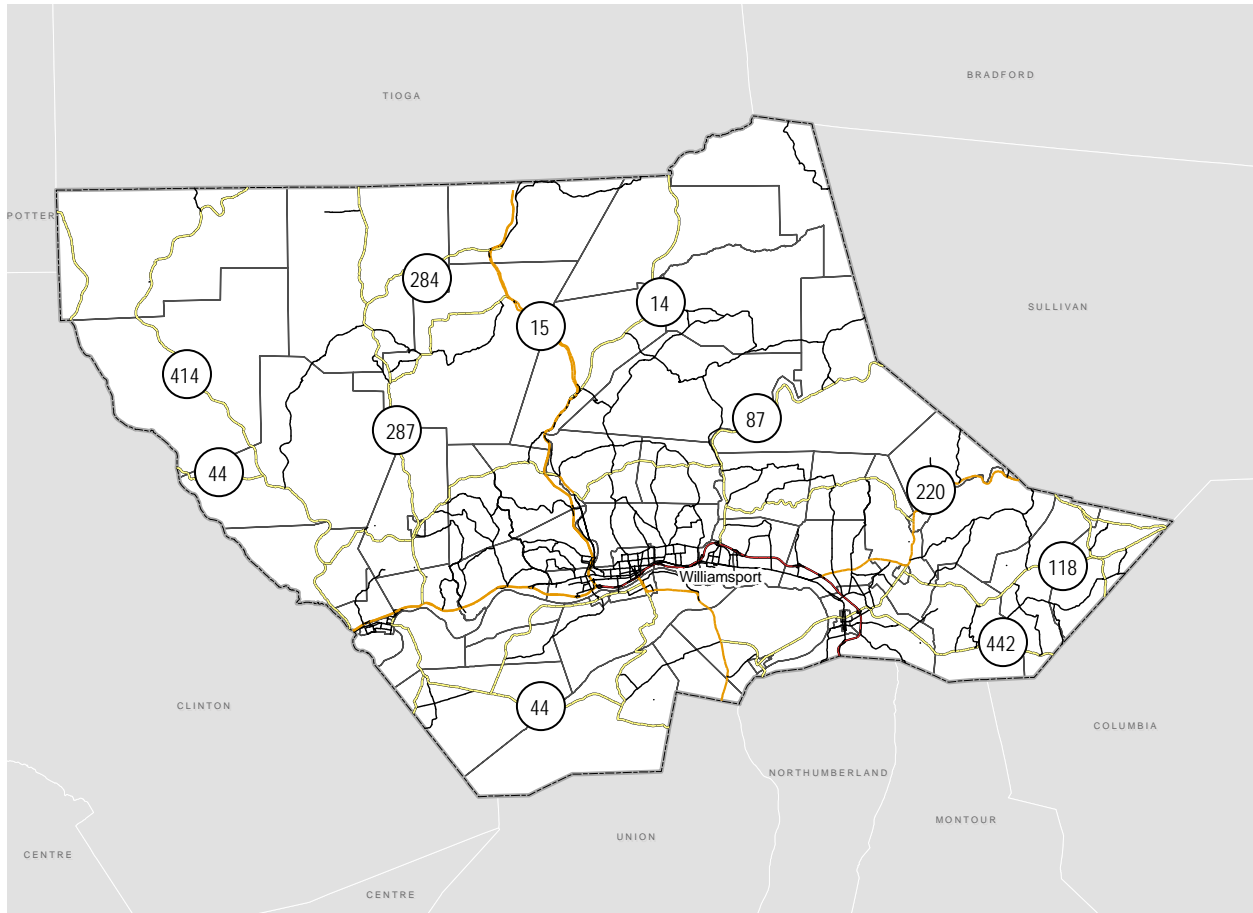 BRADFORD
TIOGA
POTTER
284
14
SULLIVAN
15
414
87
287
44
220
118
Williamsport
442
CLINTON
44
COLUMBIA
NORTHUMBERLAND
MONTOUR
UNION
CENTRE
CENTRE